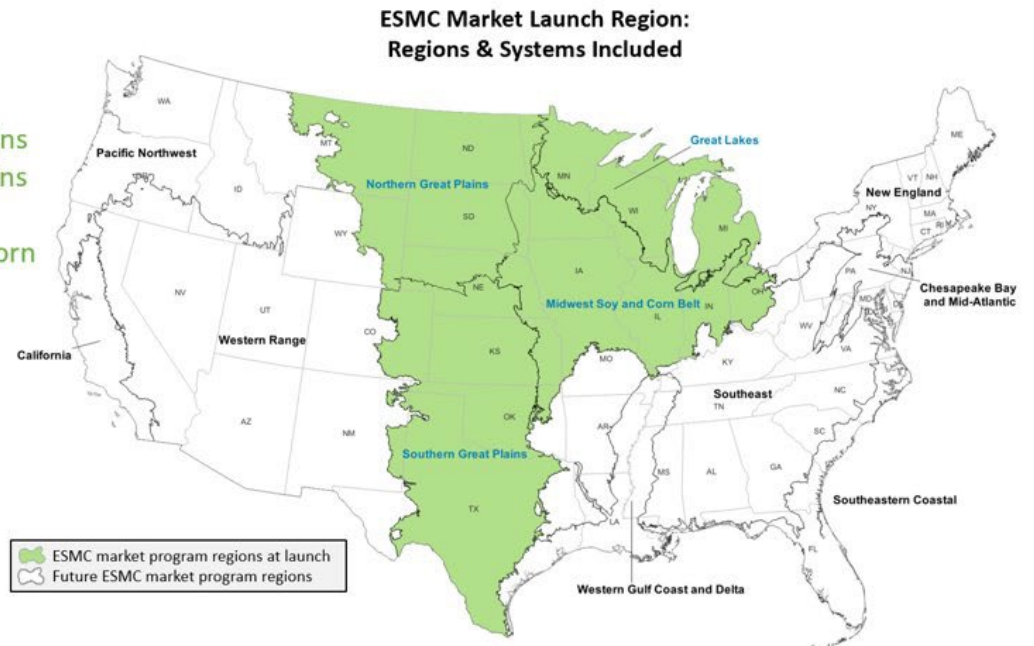 ESMC Market Launch Region:
Regions & Systems Included
ns
ns
orn
WA
Pacific Northwest
OR
ID
MT
ND
Northern Great Plains
SD
WY
MN
Great Lakes
WI
MI
ME
VT
NH
New England
NY
MA
CT
RI
PA
NJ
Chesapeake Bay
and Mid-Atlantic
MD
DE
NV
UT
Western Range
CO
NE
IA
Midwest Soy and Corn Belt
IL
IN
OH
WV
VA
California
KS
MO
KY
Southeast
TN
NC
AZ
NM
OK
AR
SC
Southern Great Plains
MS
AL
GA
Southeastern Coastal
TX
LA
FL
Western Gulf Coast and Delta
ESMC market program regions at launch
Future ESMC market program regions